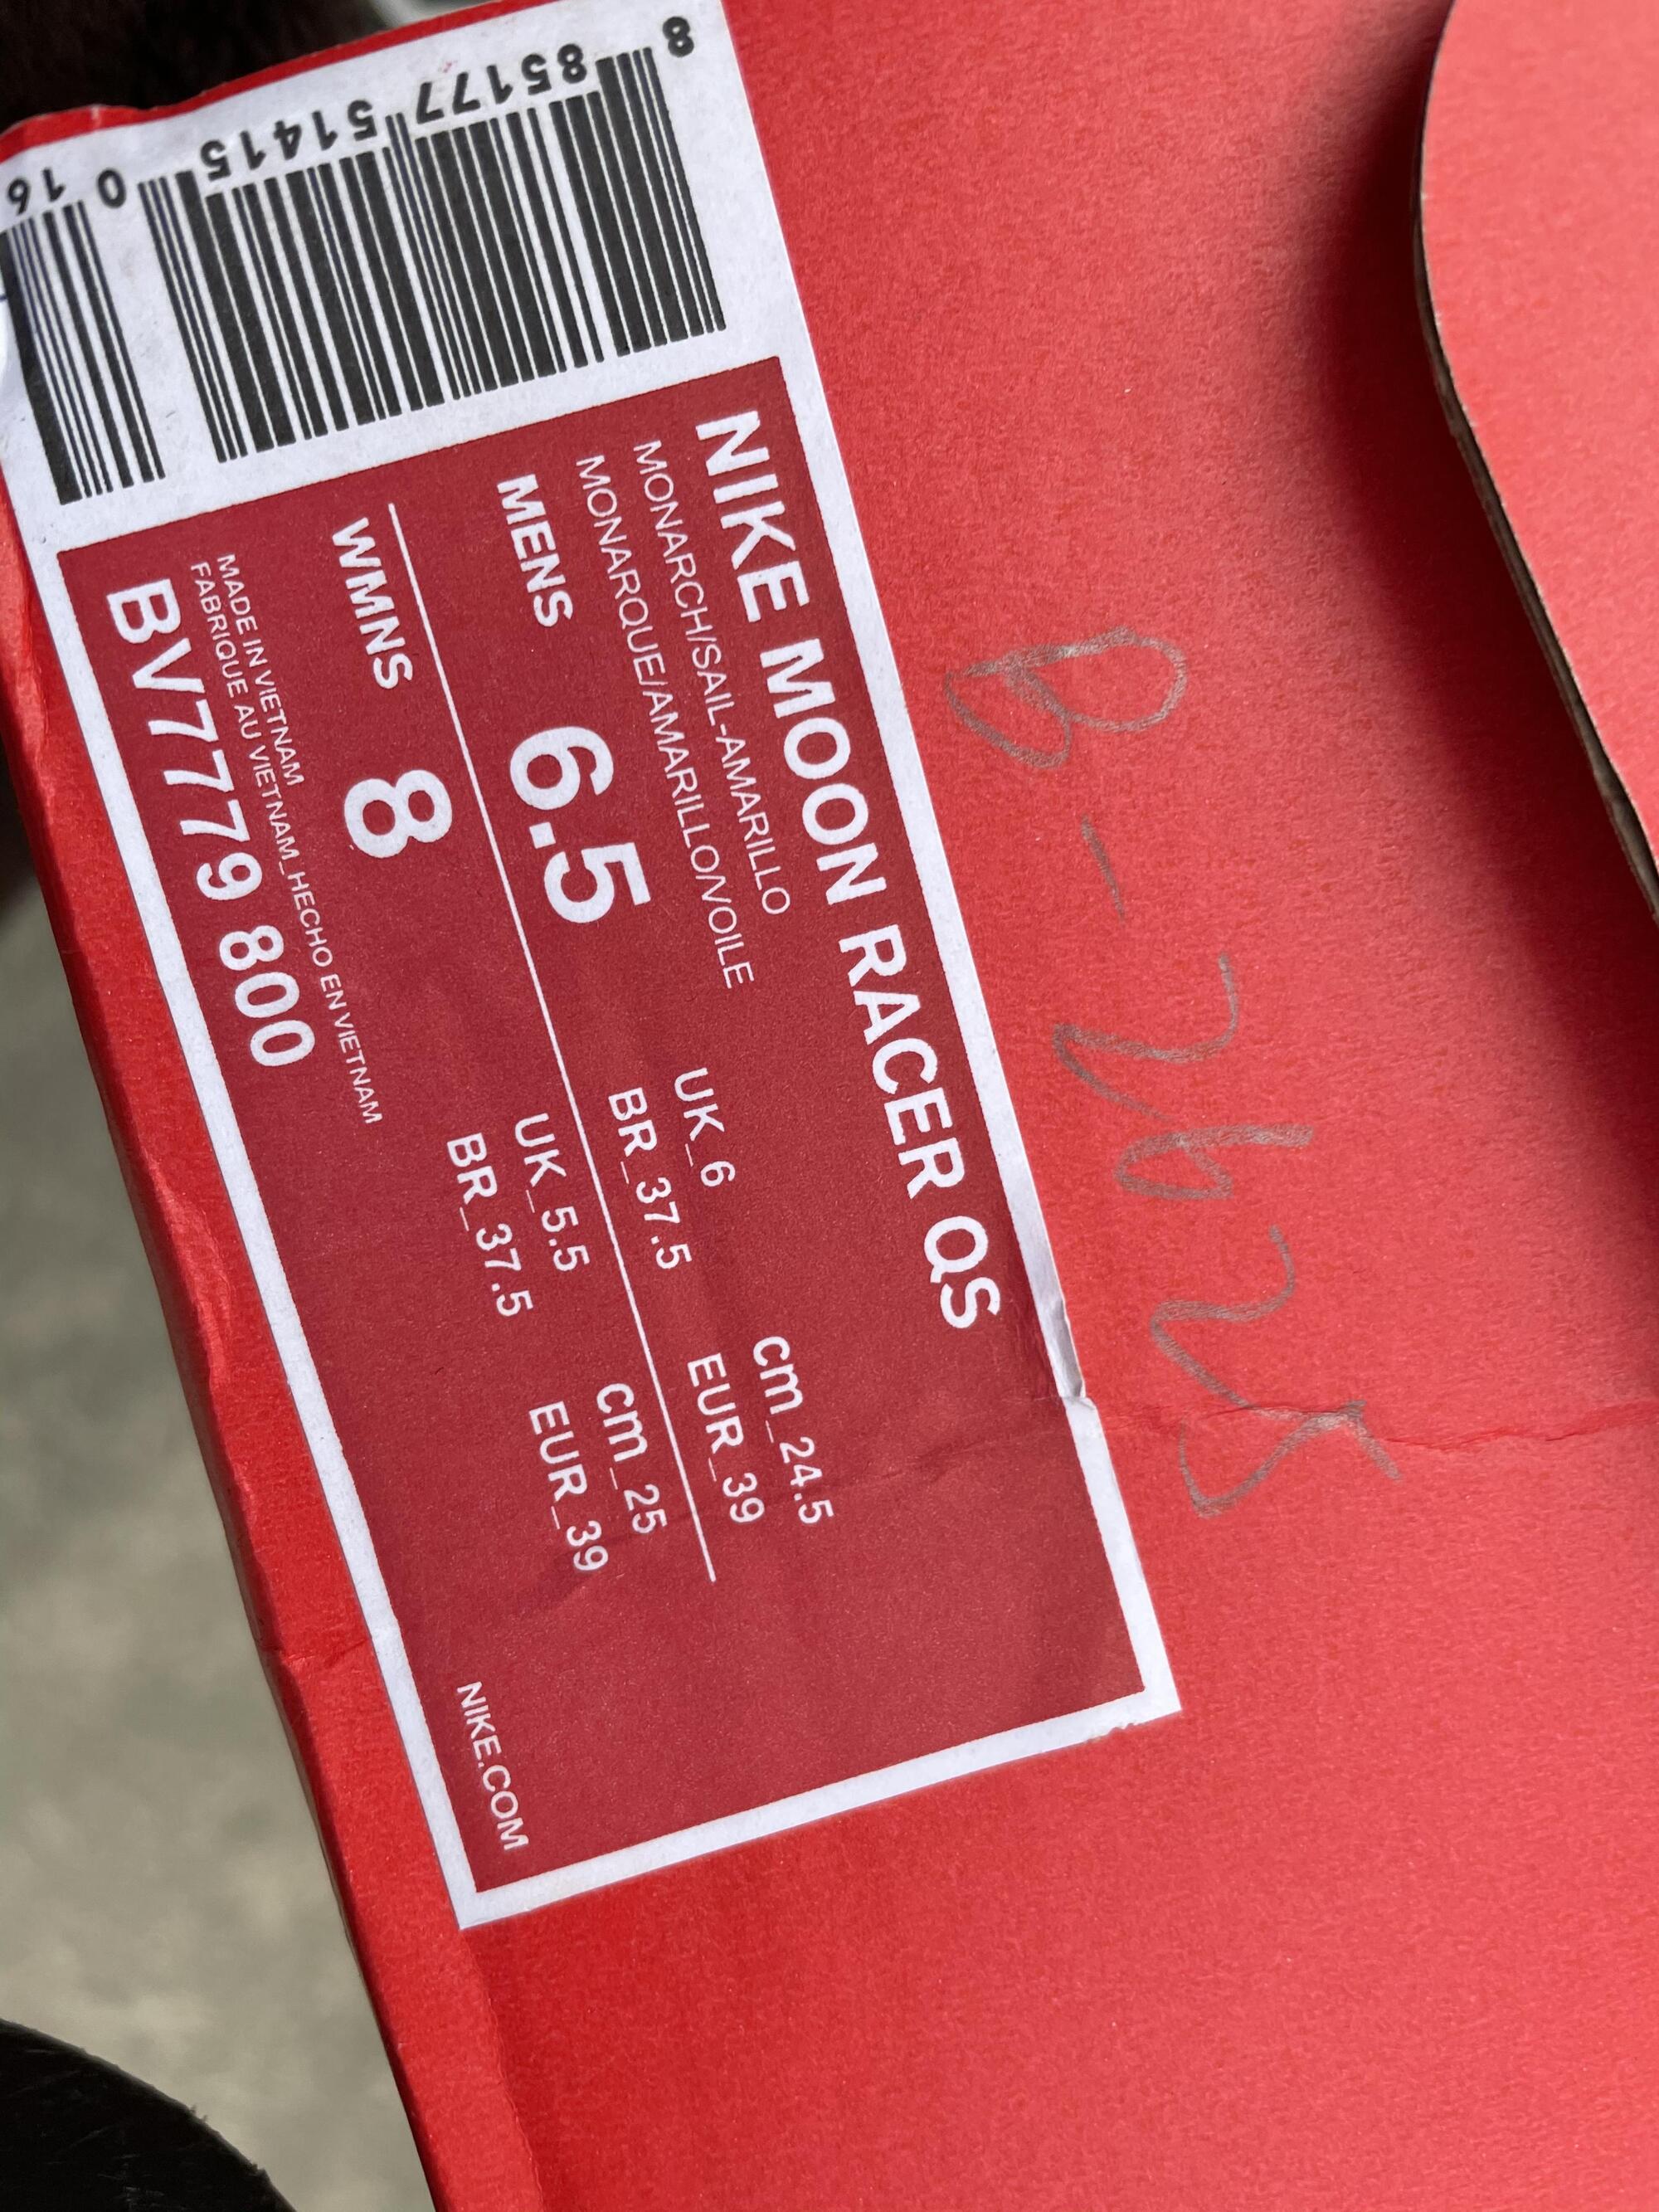 B-2625
NIKE MOON RACER QS
MONARCH/SAIL-AMARILLO
MONARQUE/AMARILLO/VOILE
MENS 6.5 UK_6 cm_24.5
BR_37.5 EUR_39
WMNS 8 UK_5.5 cm_25
BR_37.5 EUR_39
MADE IN VIETNAM
FABRIQUE AU VIETNAM_HECHO EN VIETNAM
BV7779 800
NIKE.COM
8 85177 51415 0 16